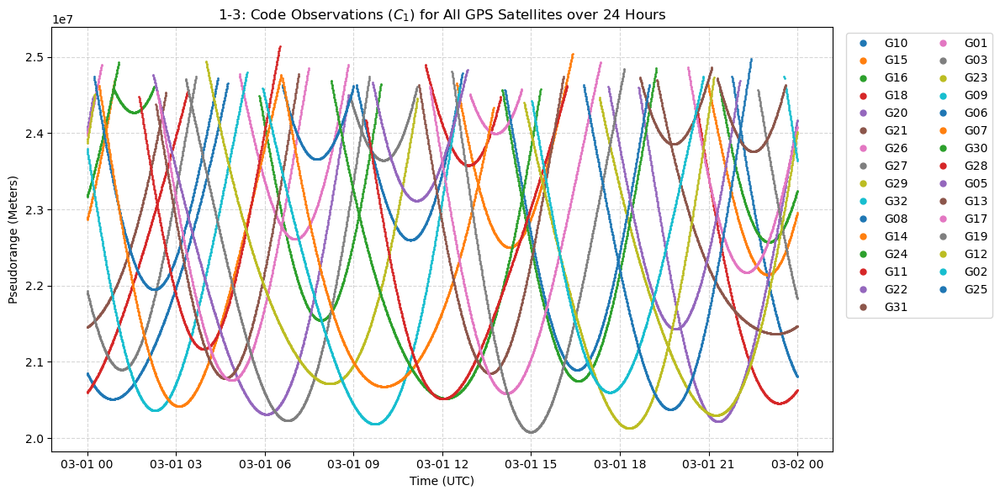 1-3: Code Observations (C₁) for All GPS Satellites over 24 Hours
1e7
2.5
2.4
2.3
2.2
2.1
2.0
Pseudorange (Meters)
03-01 00 03-01 03 03-01 06 03-01 09 03-01 12 03-01 15 03-01 18 03-01 21 03-02 00
Time (UTC)
G10 G01
G15 G03
G16 G23
G18 G09
G20 G06
G21 G07
G26 G30
G27 G28
G29 G05
G32 G13
G08 G17
G14 G19
G24 G12
G11 G02
G22 G25
G31